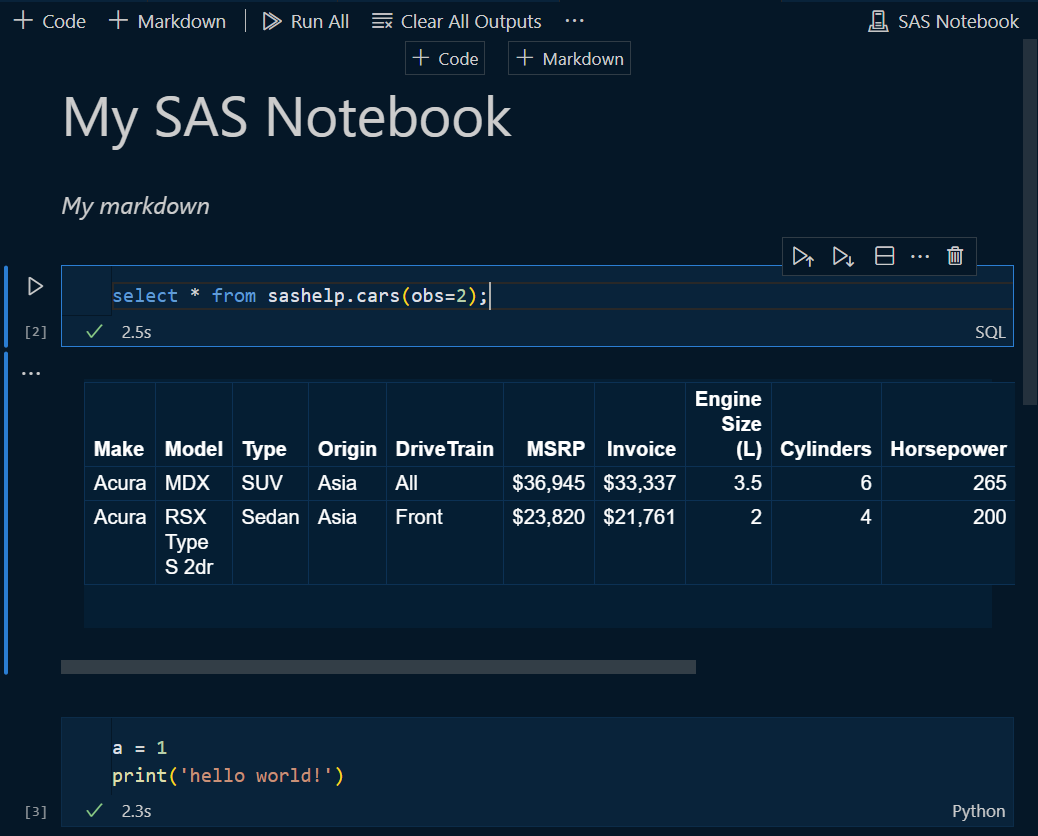 Code Markdown Run All Clear All Outputs ... SAS Notebook
Code Markdown
My SAS Notebook
My markdown
select * from sashelp.cars(obs=2);
[2] 2.5s SQL
...
Make Model Type Origin DriveTrain MSRP Invoice Engine Size (L) Cylinders Horsepower
Acura MDX SUV Asia All $36,945 $33,337 3.5 6 265
Acura RSX Type S 2dr Sedan Asia Front $23,820 $21,761 2 4 200
a = 1
print('hello world!')
[3] 2.3s Python